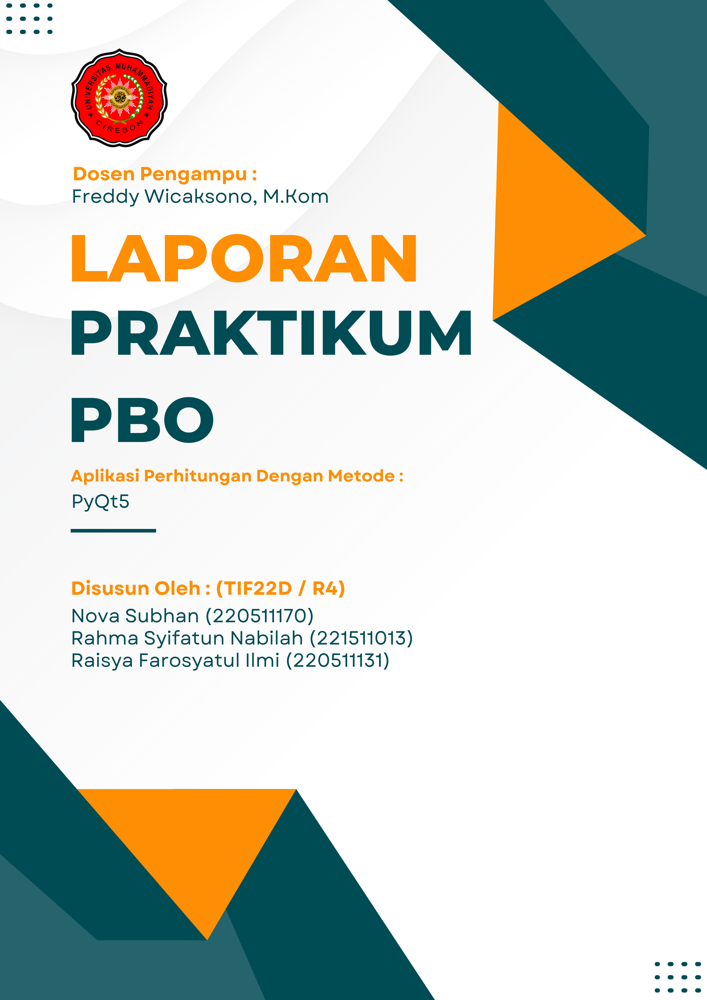 UNIVERSITAS MUHAMMADIYAH
CIREBON
Dosen Pengampu :
Freddy Wicaksono, M.Kom
LAPORAN
PRAKTIKUM
PBO
Aplikasi Perhitungan Dengan Metode :
PyQt5
Disusun Oleh : (TIF22D / R4)
Nova Subhan (220511170)
Rahma Syifatun Nabilah (221511013)
Raisya Farosyatul Ilmi (220511131)